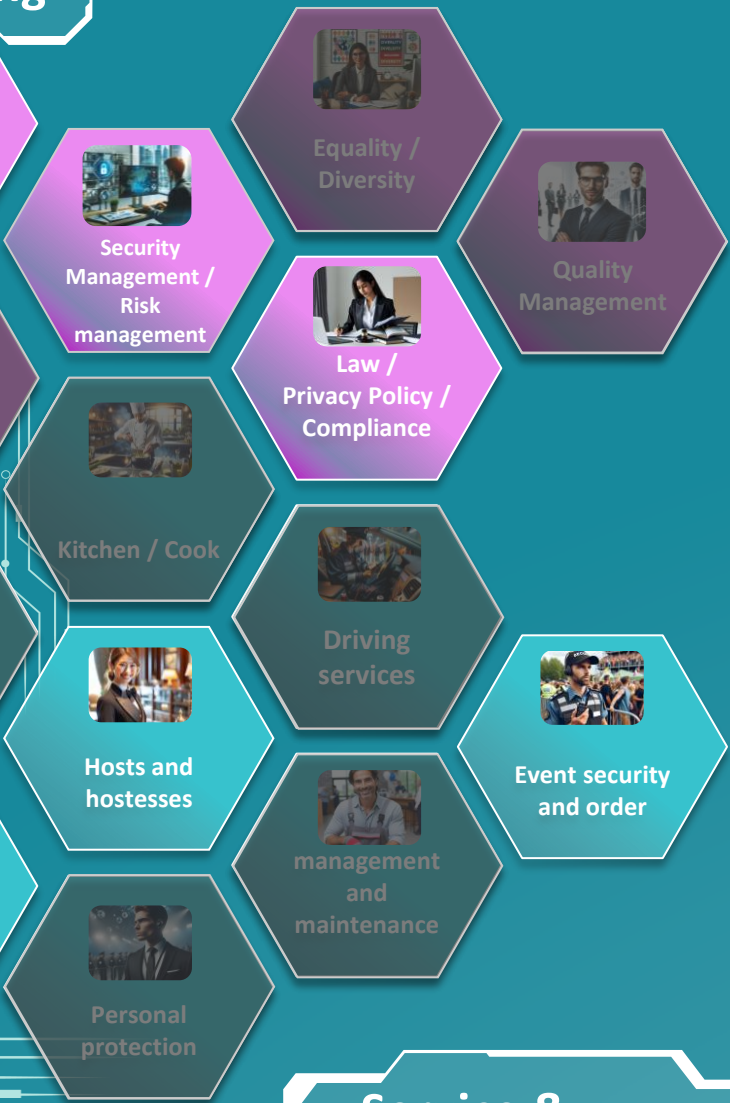 Equality /
Diversity
Security
Management /
Risk
management
Quality
Management
Law /
Privacy Policy /
Compliance
Kitchen / Cook
Driving
services
Hosts and
hostesses
Event security
and order
management
and
maintenance
Personal
protection